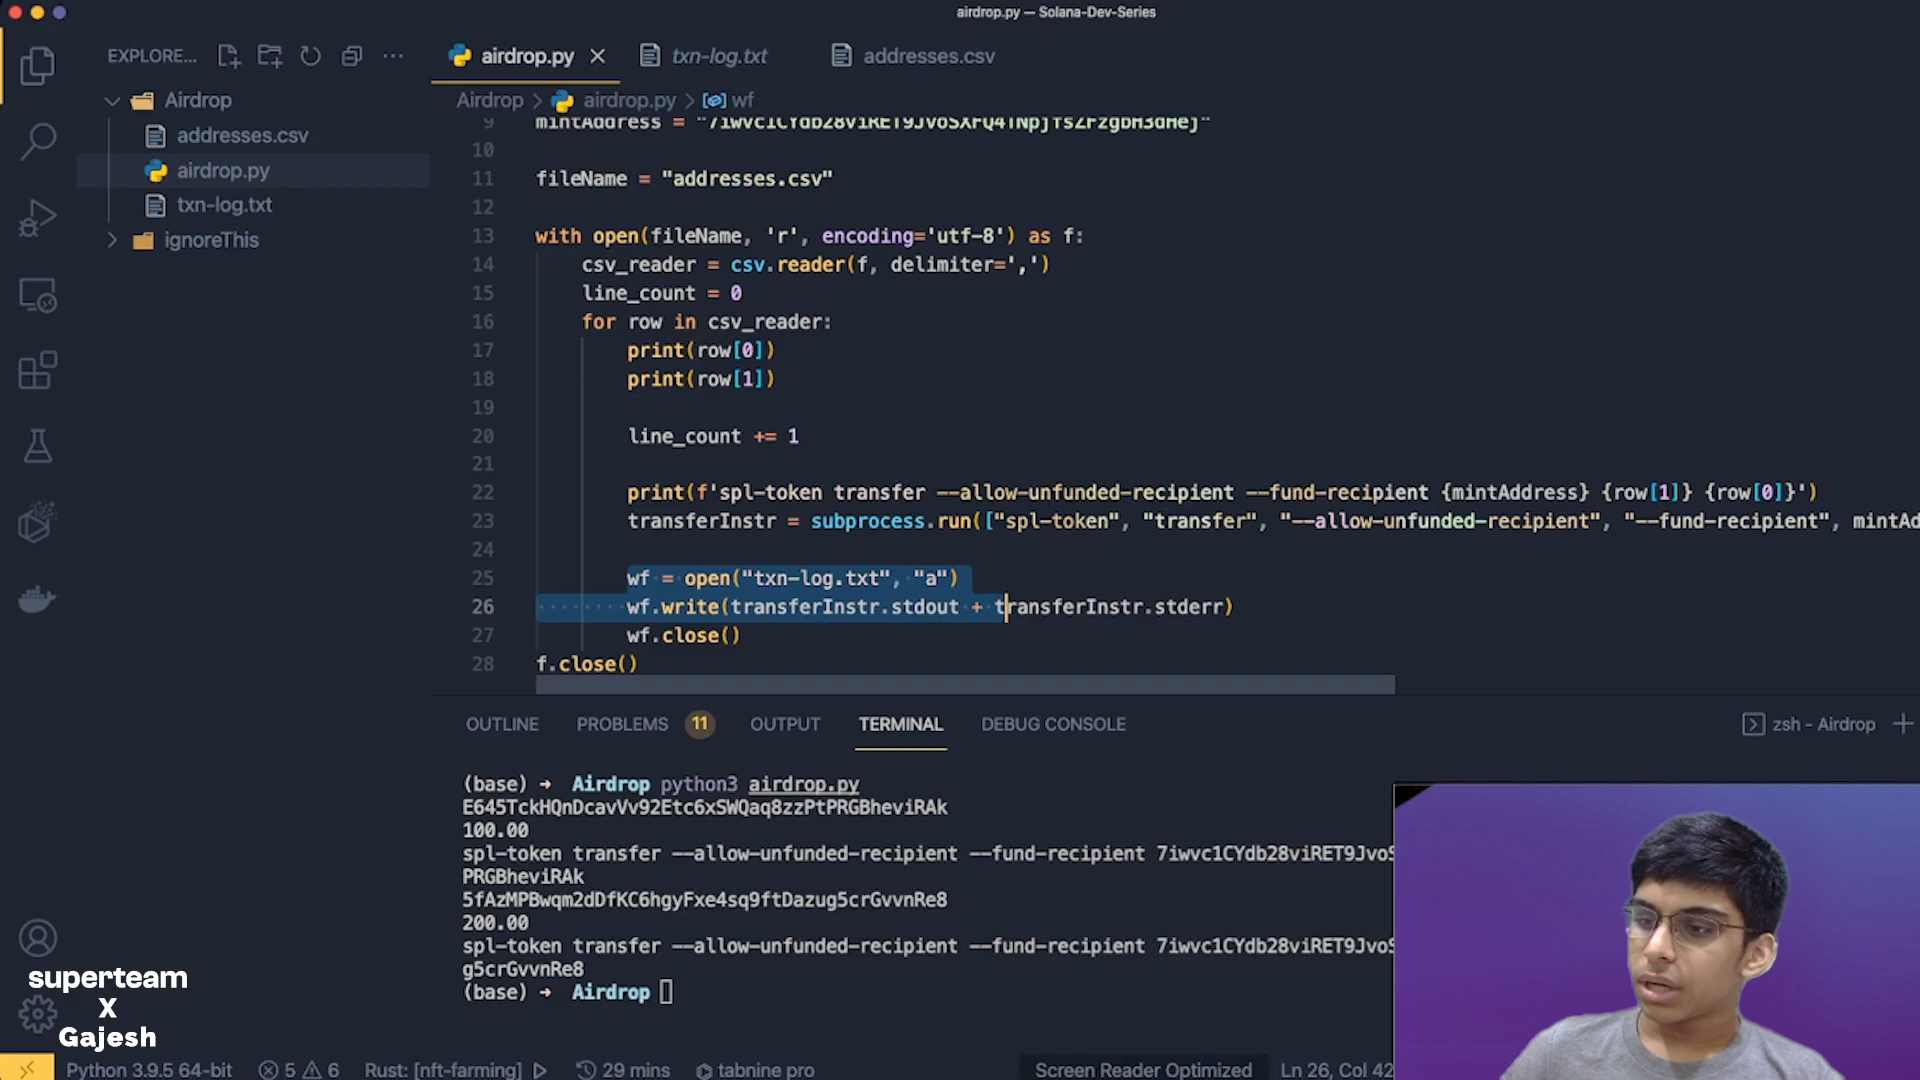 airdrop.py — Solana-Dev-Series
EXPLORE...
airdrop.py
txn-log.txt
addresses.csv
Airdrop
addresses.csv
airdrop.py
txn-log.txt
ignoreThis
Airdrop > airdrop.py > wf
9 mintAddress =
10
11 fileName = "addresses.csv"
12
13 with open(fileName, 'r', encoding='utf-8') as f:
14 csv_reader = csv.reader(f, delimiter=',')
15 line_count = 0
16 for row in csv_reader:
17 print(row[0])
18 print(row[1])
19
20 line_count += 1
21
22 print(f'spl-token transfer --allow-unfunded-recipient --fund-recipient {mintAddress} {row[1]} {row[0]}')
23 transferInstr = subprocess.run(["spl-token", "transfer", "--allow-unfunded-recipient", "--fund-recipient", mintAd
24
25 wf = open("txn-log.txt", "a")
26 wf.write(transferInstr.stdout + transferInstr.stderr)
27 wf.close()
28 f.close()
OUTLINE PROBLEMS 11 OUTPUT TERMINAL DEBUG CONSOLE
zsh - Airdrop
(base) → Airdrop python3 airdrop.py
E645TckHQnDcavVv92Etc6xSWQaq8zzPtPRGBheviRAk
100.00
spl-token transfer --allow-unfunded-recipient --fund-recipient 7iwvc1CYdb28viRET9JvoS
PRGBheviRAk
5fAzMPBwqm2dDfKC6hgyFxe4sq9ftDazug5crGvvnRe8
200.00
spl-token transfer --allow-unfunded-recipient --fund-recipient 7iwvc1CYdb28viRET9JvoS
g5crGvvnRe8
(base) → Airdrop
superteam
X
Gajesh
Python 3.9.5 64-bit 5 6 Rust: [nft-farming] 29 mins tabnine pro Screen Reader Optimized Ln 26, Col 42